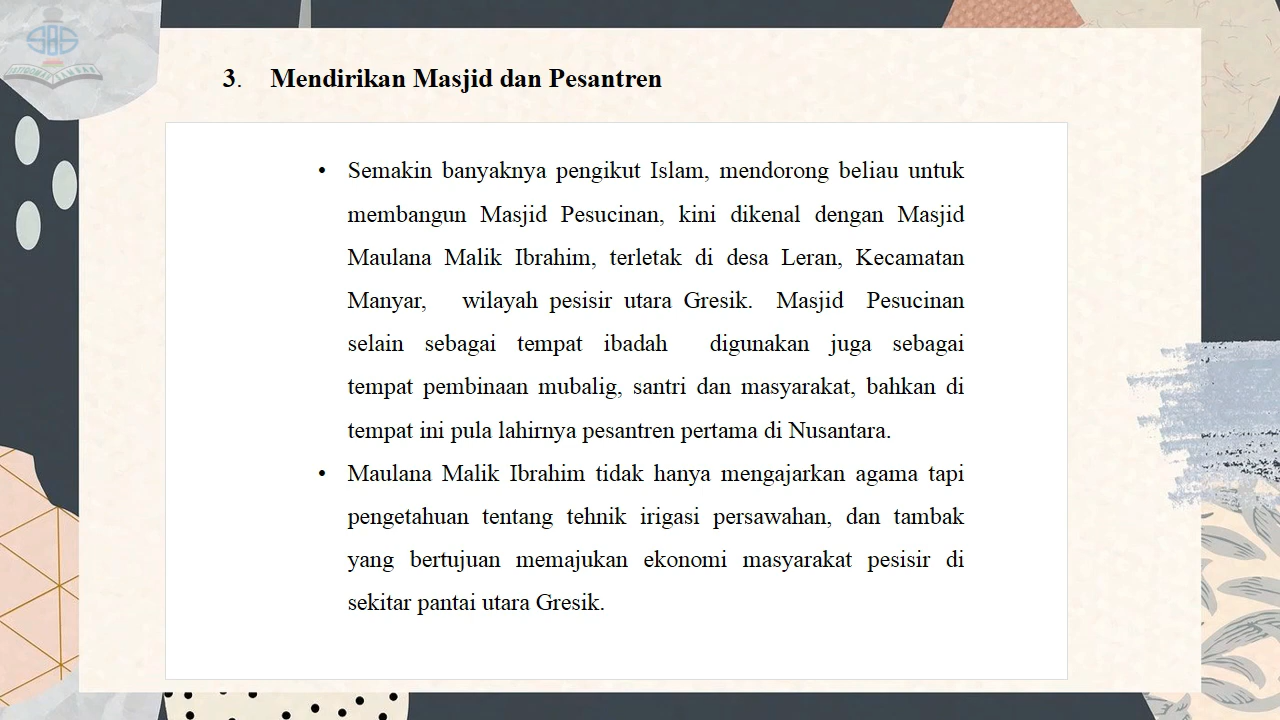 SBS
3. Mendirikan Masjid dan Pesantren
• Semakin banyaknya pengikut Islam, mendorong beliau untuk
membangun Masjid Pesucinan, kini dikenal dengan Masjid
Maulana Malik Ibrahim, terletak di desa Leran, Kecamatan
Manyar, wilayah pesisir utara Gresik. Masjid Pesucinan
selain sebagai tempat ibadah digunakan juga sebagai
tempat pembinaan mubalig, santri dan masyarakat, bahkan di
tempat ini pula lahirnya pesantren pertama di Nusantara.
• Maulana Malik Ibrahim tidak hanya mengajarkan agama tapi
pengetahuan tentang tehnik irigasi persawahan, dan tambak
yang bertujuan memajukan ekonomi masyarakat pesisir di
sekitar pantai utara Gresik.